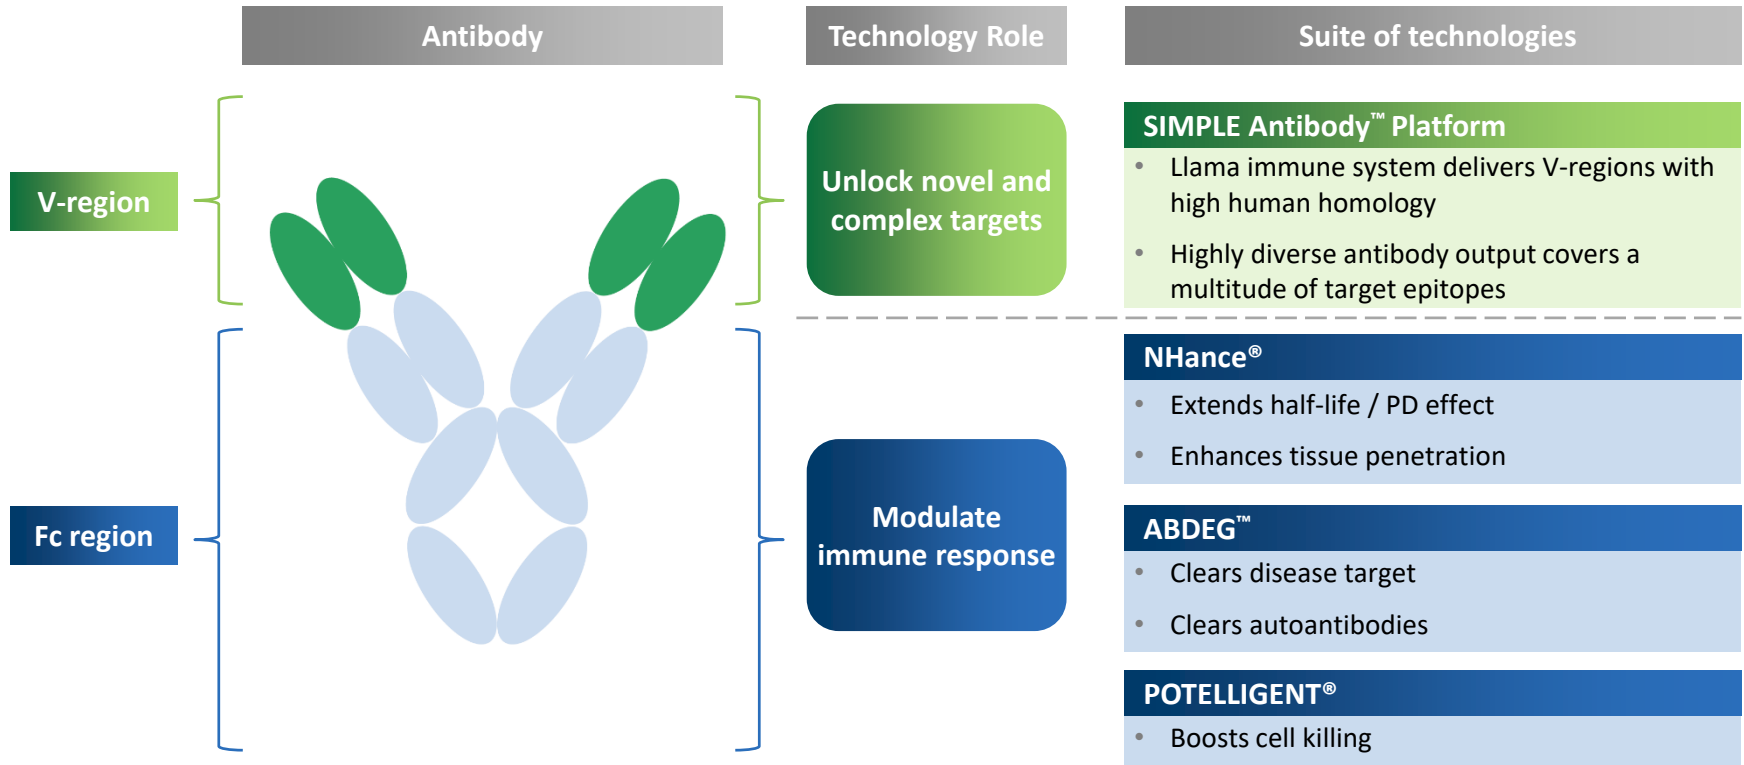 Antibody
Technology Role
Suite of technologies
V-region
Unlock novel and
complex targets
SIMPLE Antibody™ Platform
• Llama immune system delivers V-regions with
high human homology
• Highly diverse antibody output covers a
multitude of target epitopes
Fc region
Modulate
immune response
NHance®
• Extends half-life / PD effect
• Enhances tissue penetration
ABDEG™
• Clears disease target
• Clears autoantibodies
POTELLIGENT®
• Boosts cell killing